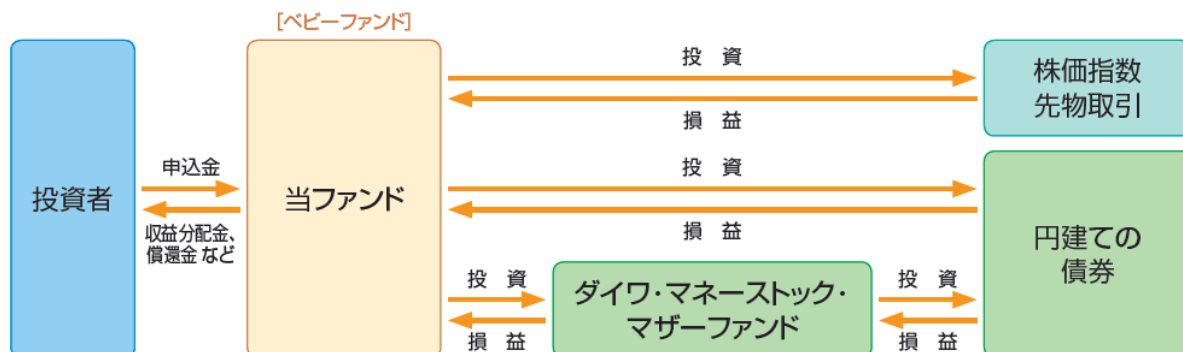 [ベビーファンド]
投資者
申込金
収益分配金、
償還金 など
当ファンド
投 資
損 益
株価指数
先物取引
投 資
損 益
円建ての
債券
投 資
損 益
ダイワ・マネーストック・
マザーファンド
投 資
損 益